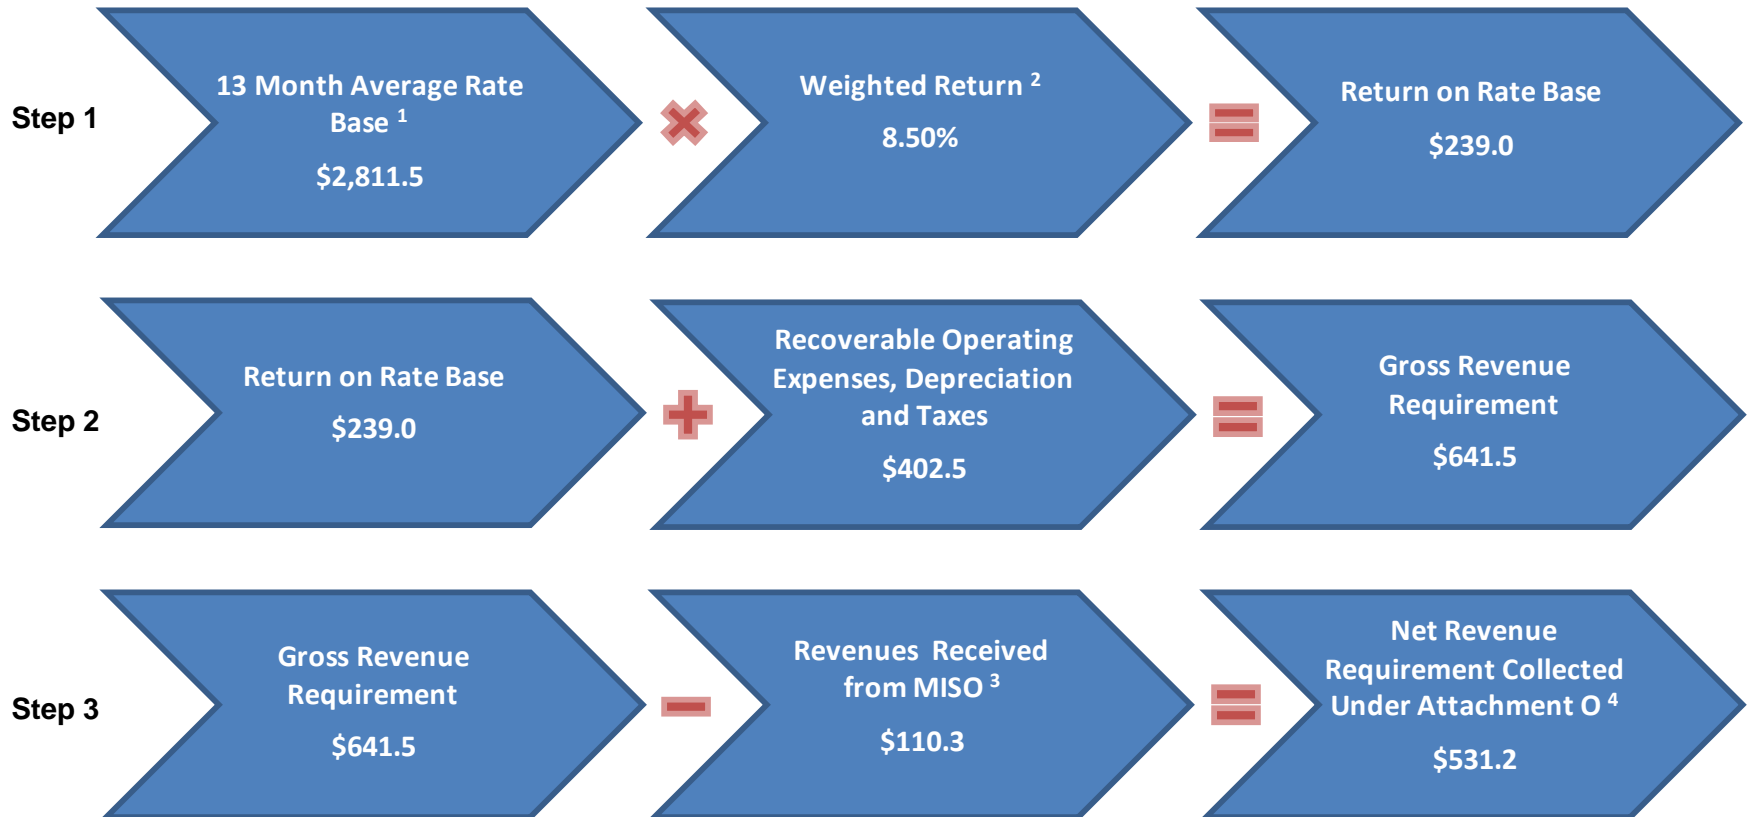 Step 1
13 Month Average Rate
Base 1
$2,811.5
Weighted Return 2
8.50%
Return on Rate Base
$239.0
Step 2
Return on Rate Base
$239.0
Recoverable Operating
Expenses, Depreciation
and Taxes
$402.5
Gross Revenue
Requirement
$641.5
Step 3
Gross Revenue
Requirement
$641.5
Revenues Received
from MISO 3
$110.3
Net Revenue
Requirement Collected
Under Attachment O 4
$531.2